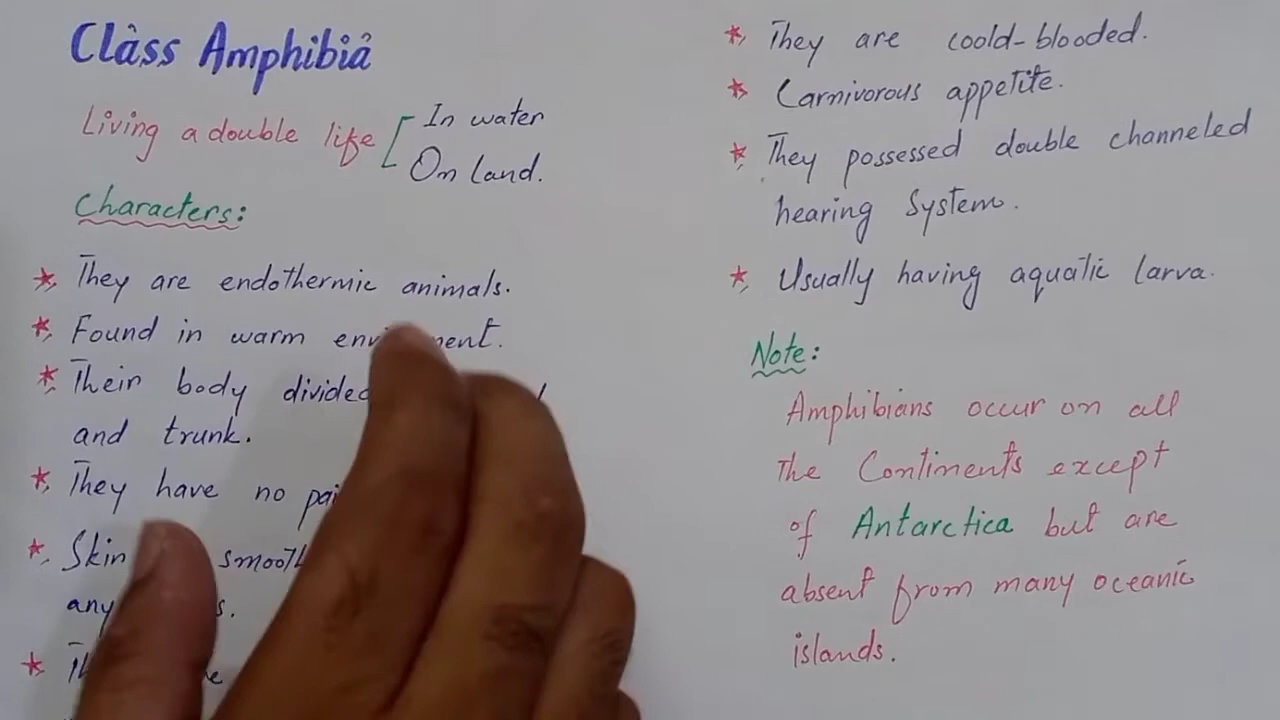 Class Amphibia
Living a double life
In water
On Land.
Characters:
* They are endothermic animals.
* Found in warm
* Their body divided
and trunk.
* They have no
* Skin smooth
any
*
* They are coold-blooded.
* Carnivorous appetite.
* They possessed double channeled
hearing System.
* Usually having aquatic larva.
Note:
Amphibians occur on all
The Continents except
of Antarctica but are
absent from many oceanic
islands.